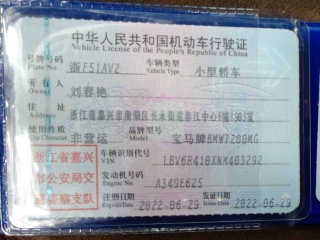 中华人民共和国机动车行驶证
Vehicle License of the People's Republic of China
号牌号码 浙F51AV2 车辆类型 小型轿车
Plate No. Vehicle Type
所有人 刘春艳
Owner
住址 浙江省嘉兴市南湖区长水街道
Address
使用性质 非营运 品牌型号 宝马牌BMW7208MG
浙江省嘉兴
市公安局交
通警察支队
车辆识别代号 LBV6R410XNM483292
VIN
发动机号码 A349E625
Engine No.
注册日期 2022-06-29 发证日期 2022-06-29
Register Date Issue Date